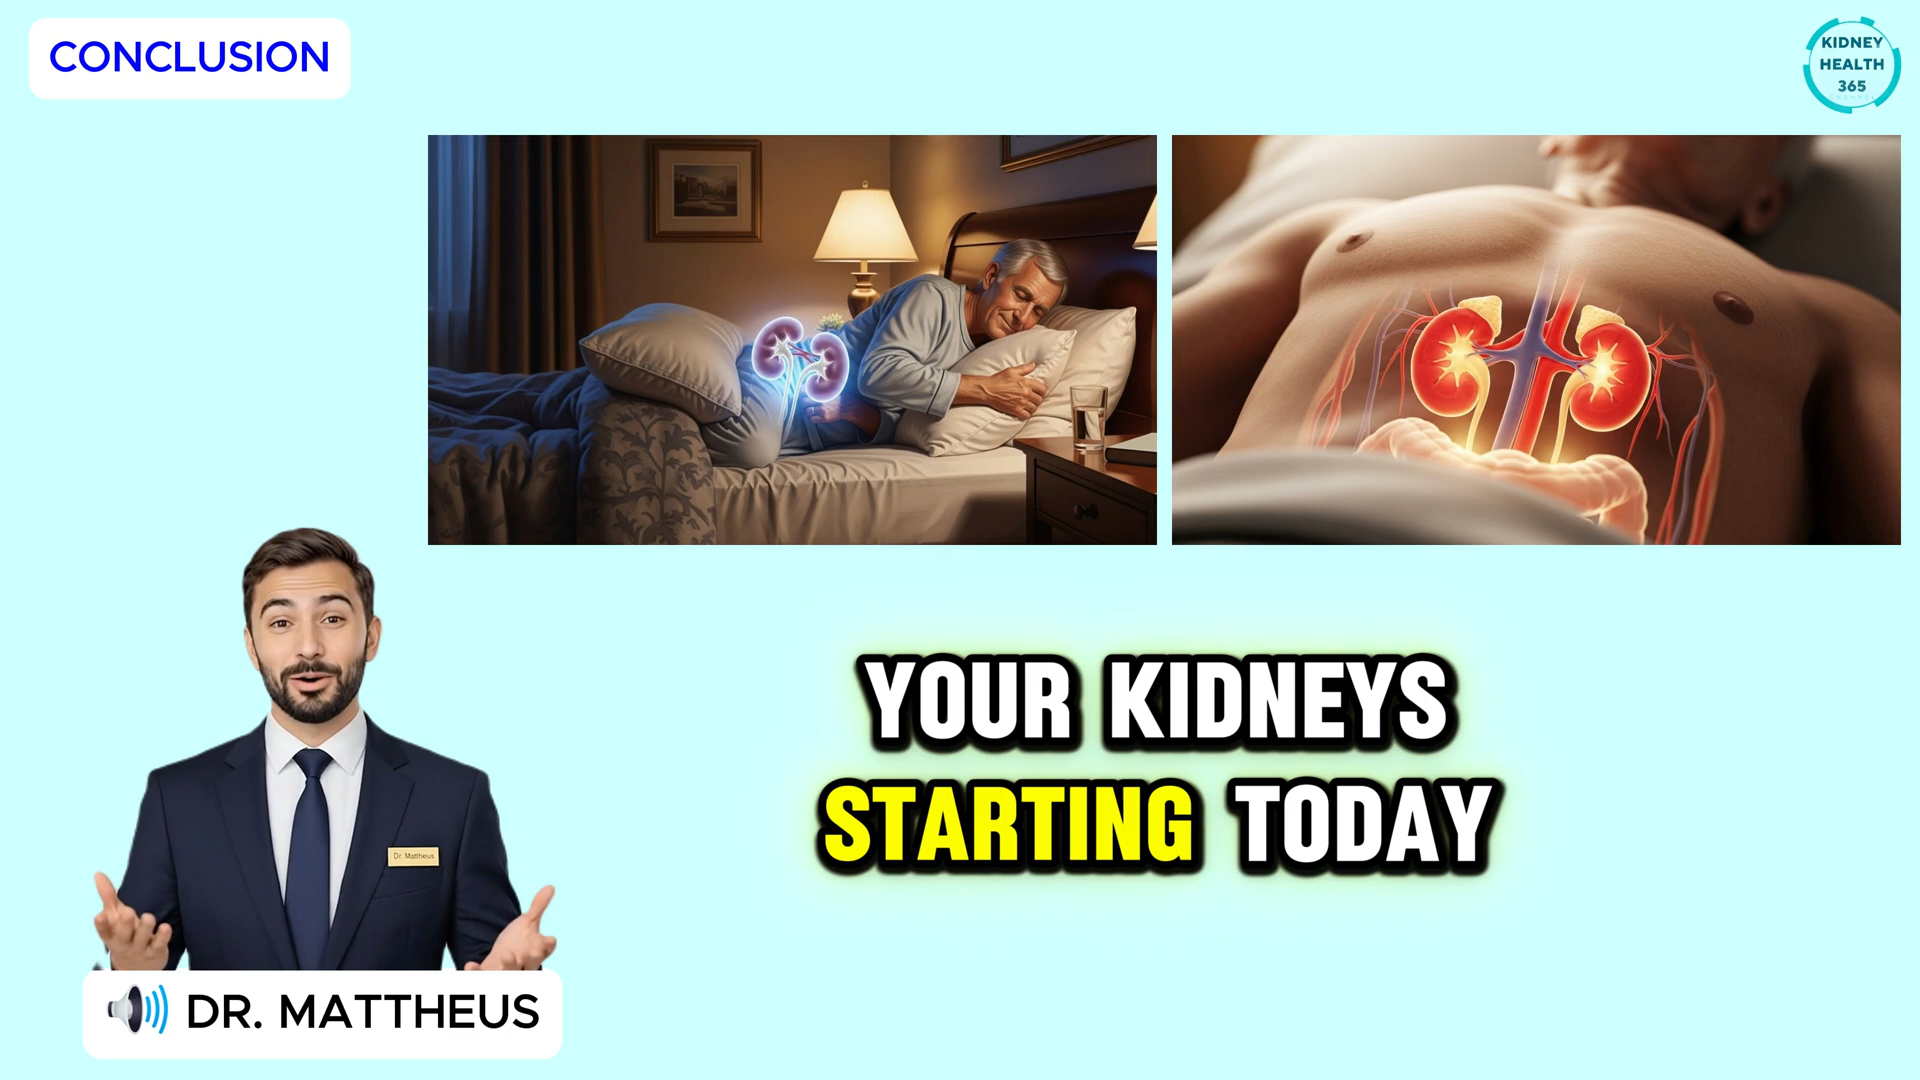 CONCLUSION
KIDNEY
HEALTH
365
YOUR KIDNEYS
STARTING TODAY
Dr. Mattheus
DR. MATTHEUS